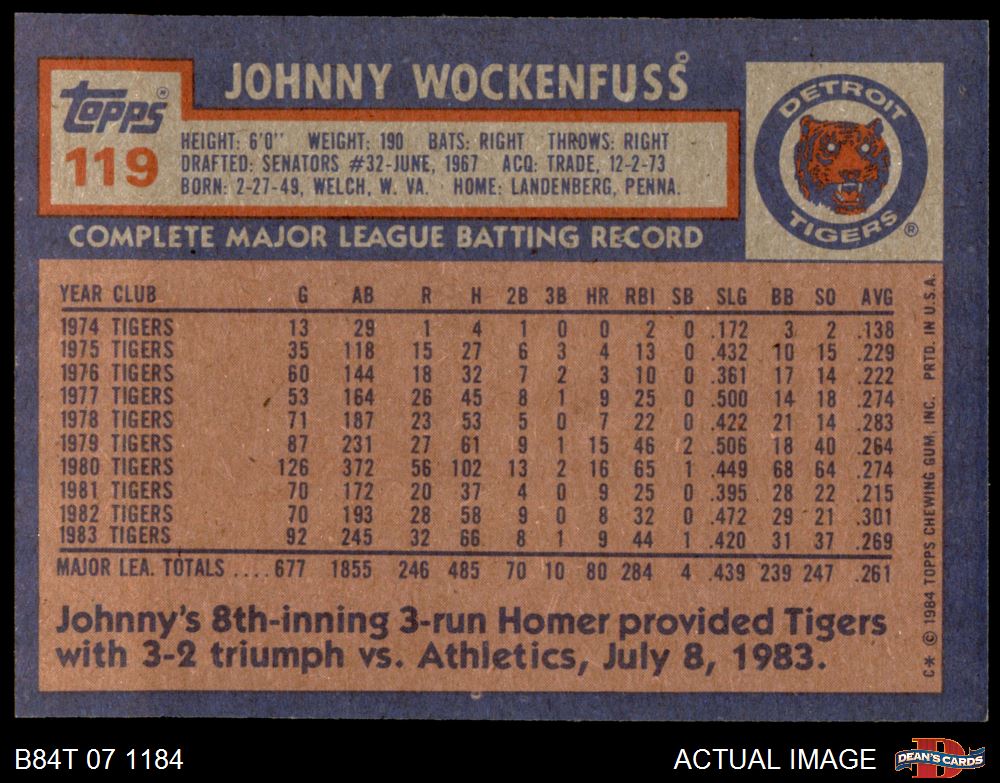 JOHNNY WOCKENFUSS
topps®
119
HEIGHT: 6'0" WEIGHT: 190 BATS: RIGHT THROWS: RIGHT
DRAFTED: SENATORS #32-JUNE, 1967 ACQ: TRADE, 12-2-73
BORN: 2-27-49, WELCH, W. VA. HOME: LANDENBERG, PENNA.
DETROIT
TIGERS®
COMPLETE MAJOR LEAGUE BATTING RECORD
YEAR CLUB G AB R H 2B 3B HR RBI SB SLG BB SO AVG
1974 TIGERS 13 29 1 4 1 0 0 2 0 .172 3 2 .138
1975 TIGERS 35 118 15 27 6 3 4 13 0 .432 10 15 .229
1976 TIGERS 60 144 18 32 7 2 3 10 0 .361 17 14 .222
1977 TIGERS 53 164 26 45 8 1 9 25 0 .500 14 18 .274
1978 TIGERS 71 187 23 53 5 0 7 22 0 .422 21 14 .283
1979 TIGERS 87 231 27 61 9 1 15 46 2 .506 18 40 .264
1980 TIGERS 126 372 56 102 13 2 16 65 1 .449 68 64 .274
1981 TIGERS 70 172 20 37 4 0 9 25 0 .395 28 22 .215
1982 TIGERS 70 193 28 58 9 0 8 32 0 .472 29 21 .301
1983 TIGERS 92 245 32 66 8 1 9 44 1 .420 31 37 .269
MAJOR LEA. TOTALS .... 677 1855 246 485 70 10 80 284 4 .439 239 247 .261
Johnny's 8th-inning 3-run Homer provided Tigers
with 3-2 triumph vs. Athletics, July 8, 1983.
C* © 1984 TOPPS CHEWING GUM, INC. PRTD. IN U.S.A.
B84T 07 1184
ACTUAL IMAGE
D
DEAN'S CARDS